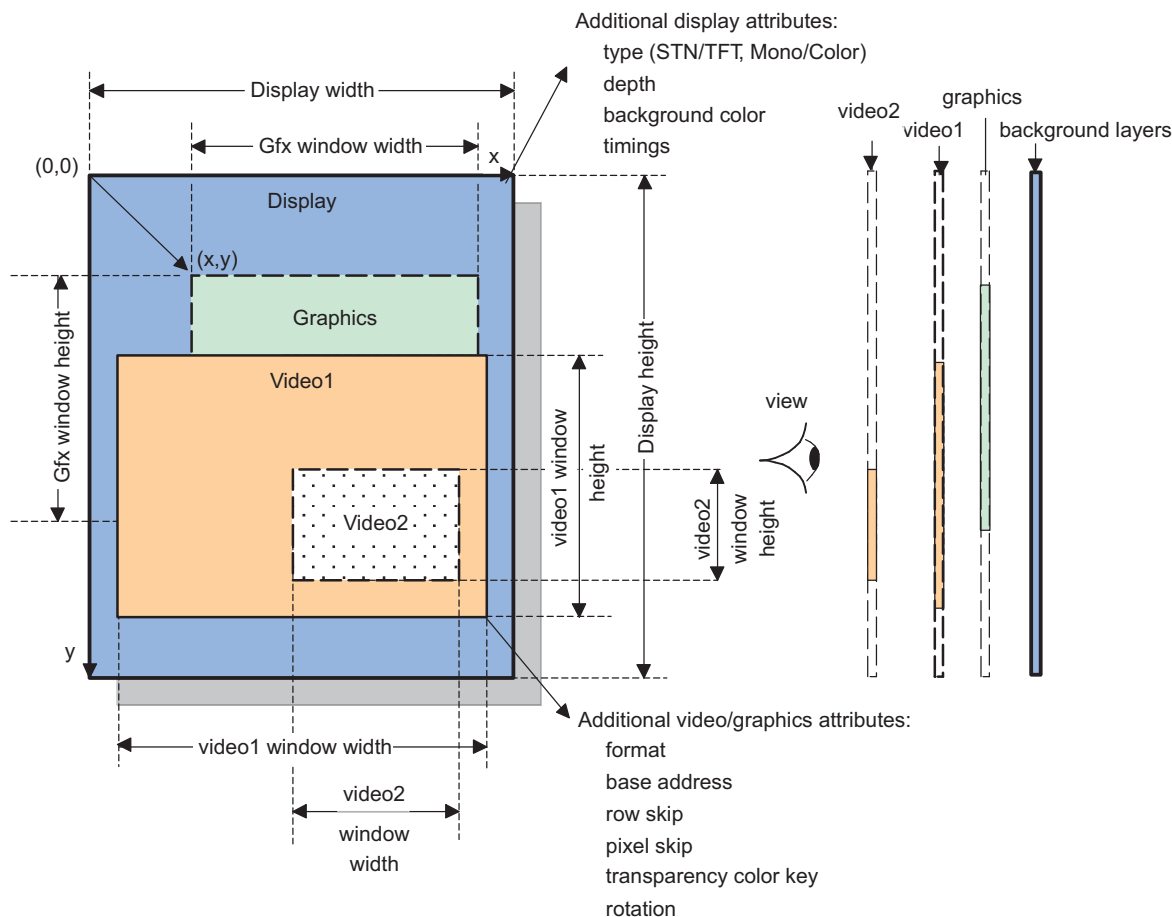 Additional display attributes:
type (STN/TFT, Mono/Color)
depth
background color
timings
Display width
Gfx window width
x
(0,0)
Display
(x,y)
Graphics
Gfx window height
Video1
Video2
video1 window
height
Display height
video2
window
height
y
video1 window width
video2
window
width
view
video2
video1
graphics
background layers
Additional video/graphics attributes:
format
base address
row skip
pixel skip
transparency color key
rotation